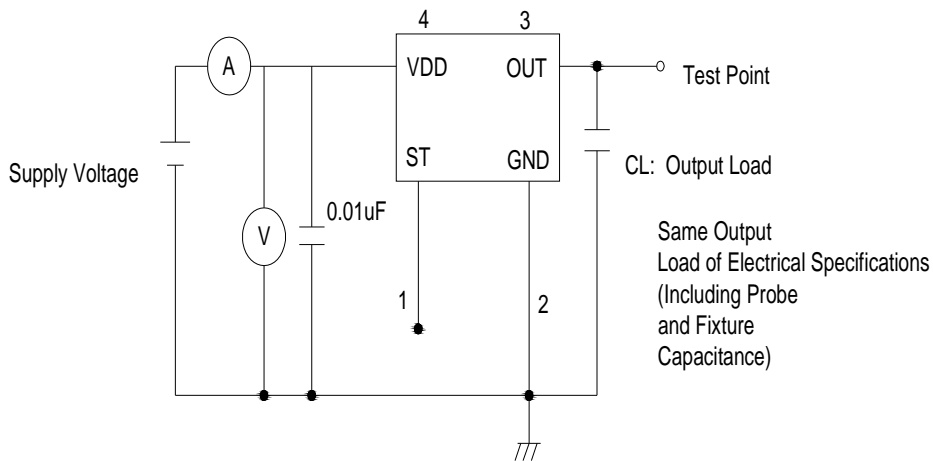 4
3
A
VDD
OUT
Test Point
ST
GND
CL: Output Load
Supply Voltage
0.01uF
V
Same Output
Load of Electrical Specifications
(Including Probe
and Fixture
Capacitance)
1
2